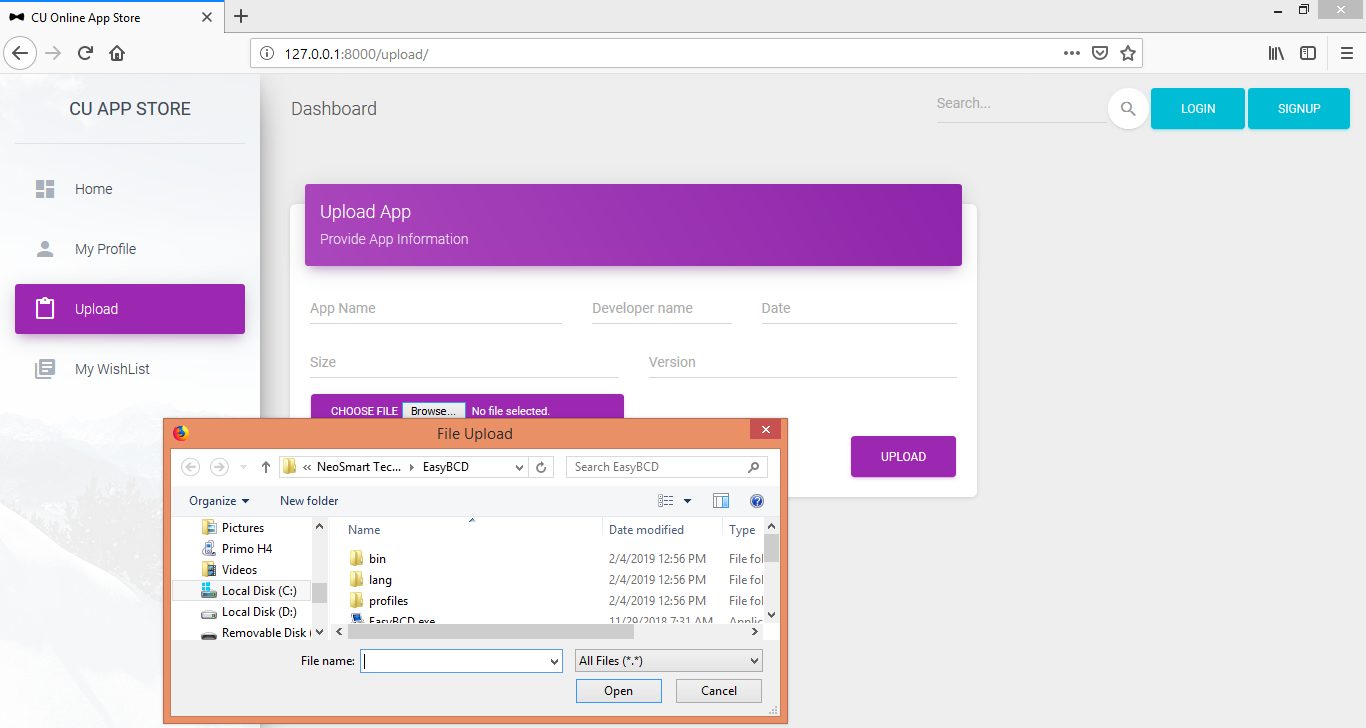 CU Online App Store
127.0.0.1:8000/upload/
CU APP STORE
Dashboard
Search...
LOGIN
SIGNUP
Home
My Profile
Upload
My WishList
Upload App
Provide App Information
App Name
Developer name
Date
Size
Version
CHOOSE FILE Browse... No file selected.
UPLOAD
File Upload
« NeoSmart Tec... EasyBCD
Search EasyBCD
Organize
New folder
Pictures
Primo H4
Videos
Local Disk (C:)
Local Disk (D:)
Removable Disk (
Name Date modified Type
bin 2/4/2019 12:56 PM File fol
lang 2/4/2019 12:56 PM File fol
profiles 2/4/2019 12:56 PM File fol
EasyBCD.exe 11/29/2018 7:31 AM Applic
File name:
All Files (*.*)
Open
Cancel